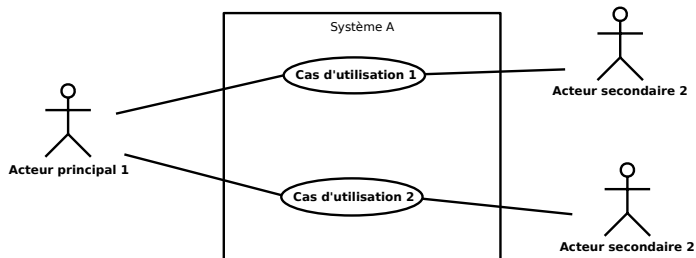 Système A
Cas d'utilisation 1
Acteur secondaire 2
Acteur principal 1
Cas d'utilisation 2
Acteur secondaire 2